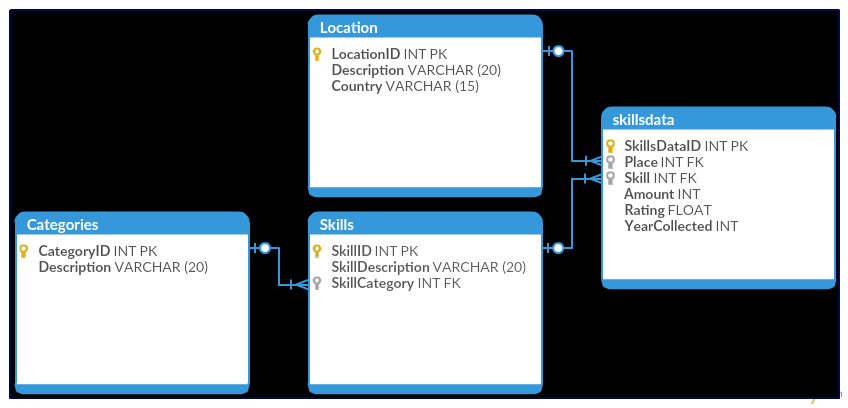 Location
LocationID INT PK
Description VARCHAR (20)
Country VARCHAR (15)
skillsdata
SkillsDataID INT PK
Place INT FK
Skill INT FK
Amount INT
Rating FLOAT
YearCollected INT
Categories
CategoryID INT PK
Description VARCHAR (20)
Skills
SkillID INT PK
SkillDescription VARCHAR (20)
SkillCategory INT FK